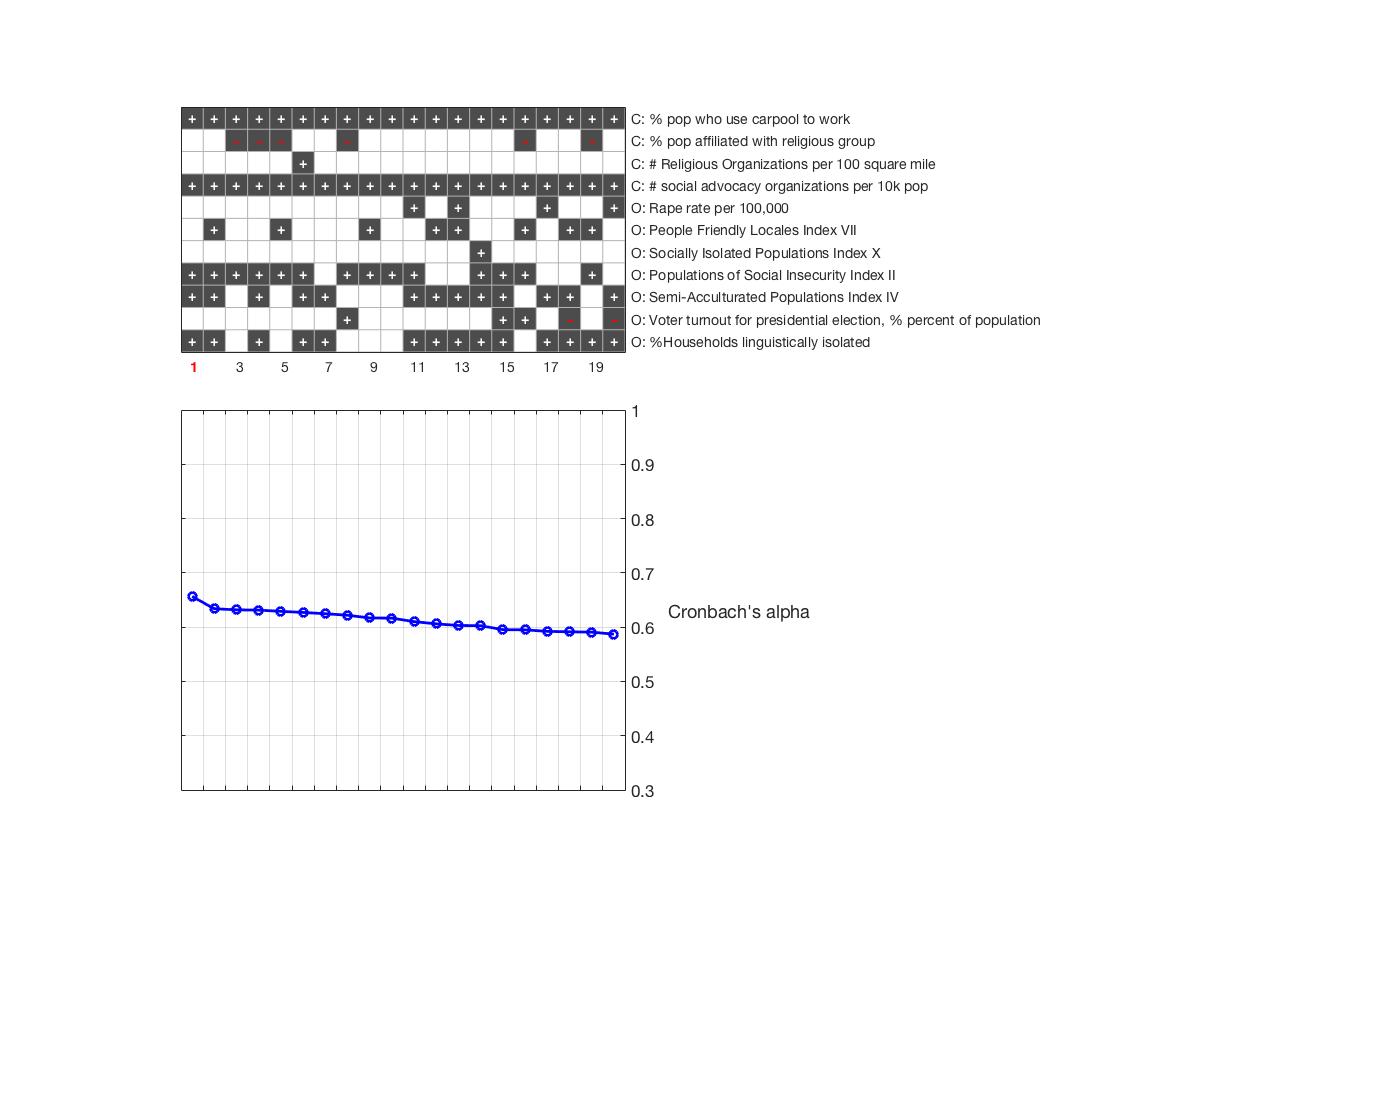 + + + + + + + + + + + + + + + + + + + + C: % pop who use carpool to work
- - - - - - C: % pop affiliated with religious group
+ C: # Religious Organizations per 100 square mile
+ + + + + + + + + + + + + + + + + + + + C: # social advocacy organizations per 10k pop
+ + + + O: Rape rate per 100,000
+ + + + + + + + O: People Friendly Locales Index VII
+ O: Socially Isolated Populations Index X
+ + + + + + + + + + + + + + O: Populations of Social Insecurity Index II
+ + + + + + + + + + + + + O: Semi-Acculturated Populations Index IV
+ + + - - O: Voter turnout for presidential election, % percent of population
+ + + + + + + + + + + + + + O: %Households linguistically isolated
1 3 5 7 9 11 13 15 17 19
1
0.9
0.8
0.7
Cronbach's alpha
0.6
0.5
0.4
0.3